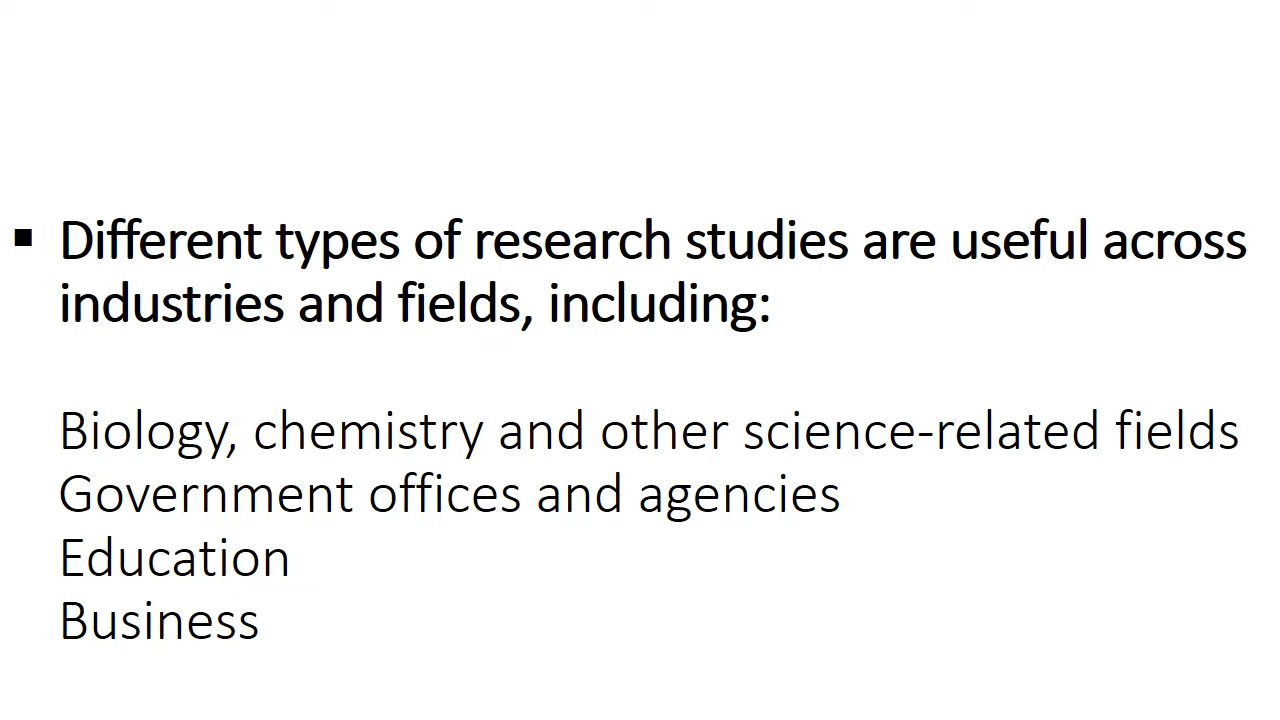 ▪ Different types of research studies are useful across
industries and fields, including:
Biology, chemistry and other science-related fields
Government offices and agencies
Education
Business